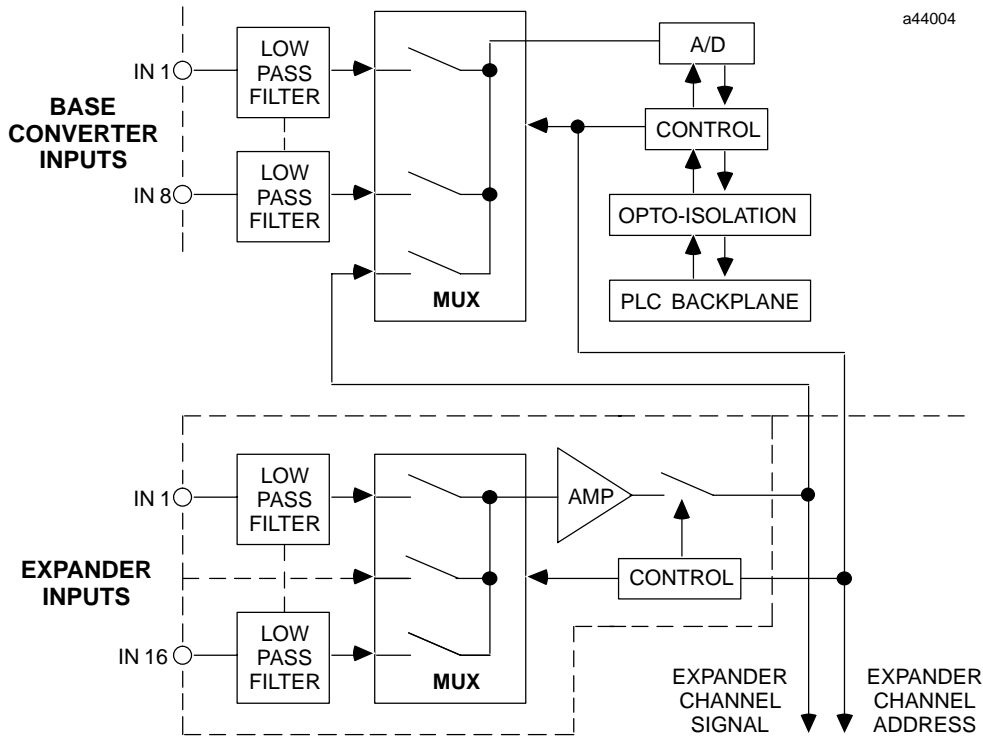 a44004
LOW
PASS
FILTER
IN 1
A/D
BASE
CONVERTER
INPUTS
CONTROL
LOW
PASS
FILTER
IN 8
OPTO-ISOLATION
MUX
PLC BACKPLANE
LOW
PASS
FILTER
IN 1
AMP
EXPANDER
INPUTS
CONTROL
LOW
PASS
FILTER
IN 16
MUX
EXPANDER
CHANNEL
SIGNAL
EXPANDER
CHANNEL
ADDRESS